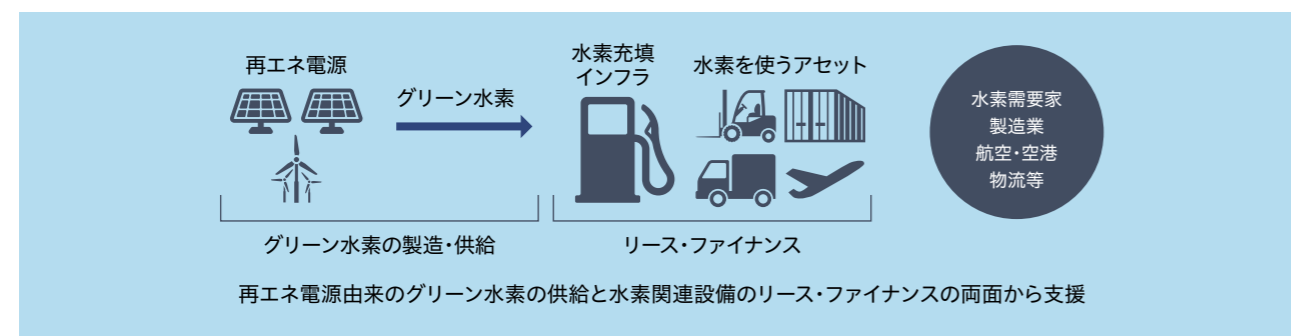 再エネ電源
グリーン水素
水素充填
インフラ
水素を使うアセット
水素需要家
製造業
航空・空港
物流等
グリーン水素の製造・供給
リース・ファイナンス
再エネ電源由来のグリーン水素の供給と水素関連設備のリース・ファイナンスの両面から支援